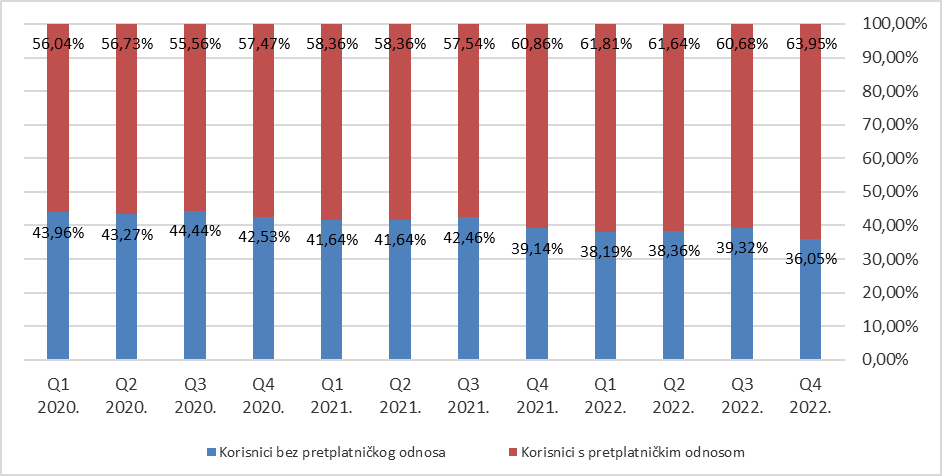 100,00%
90,00%
80,00%
70,00%
60,00%
50,00%
40,00%
30,00%
20,00%
10,00%
0,00%
56,04% 56,73% 55,56% 57,47% 58,36% 58,36% 57,54% 60,86% 61,81% 61,64% 60,68% 63,95%
43,96% 43,27% 44,44% 42,53% 41,64% 41,64% 42,46% 39,14% 38,19% 38,36% 39,32% 36,05%
Q1 Q2 Q3 Q4 Q1 Q2 Q3 Q4 Q1 Q2 Q3 Q4
2020. 2020. 2020. 2020. 2021. 2021. 2021. 2021. 2022. 2022. 2022. 2022.
Korisnici bez pretplatničkog odnosa Korisnici s pretplatničkim odnosom